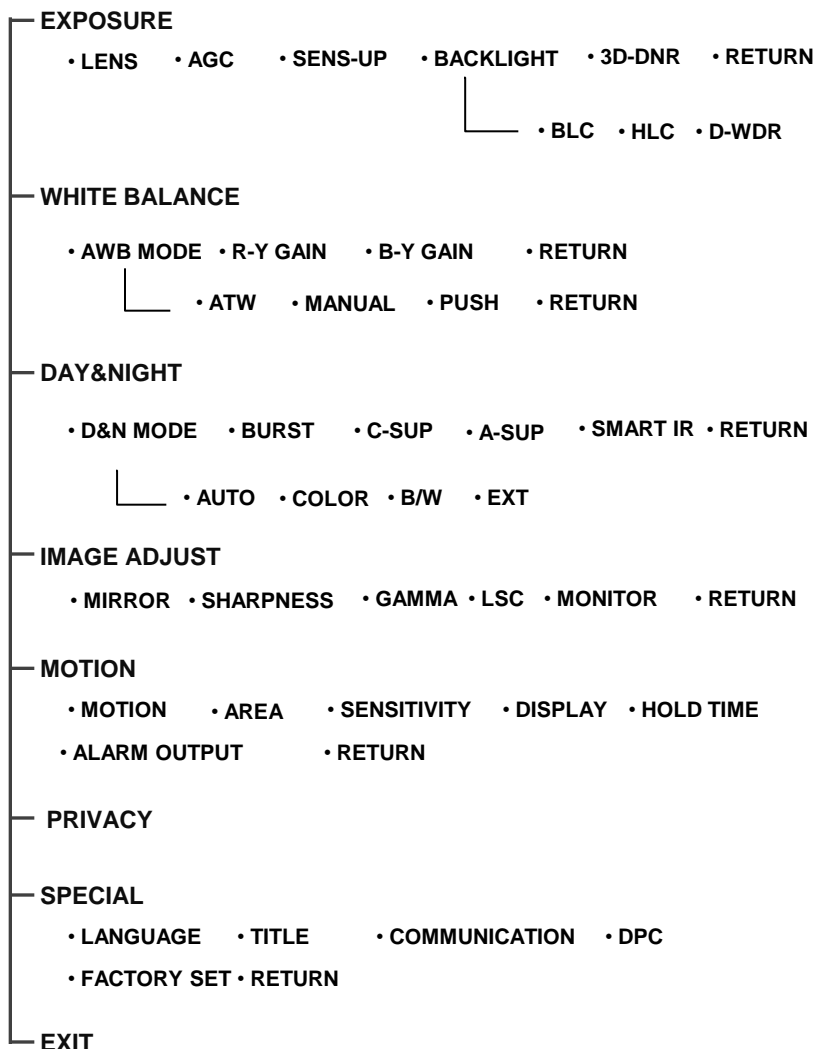 EXPOSURE
• LENS • AGC • SENS-UP • BACKLIGHT • 3D-DNR • RETURN
• BLC • HLC • D-WDR
WHITE BALANCE
• AWB MODE • R-Y GAIN • B-Y GAIN • RETURN
• ATW • MANUAL • PUSH • RETURN
DAY&NIGHT
• D&N MODE • BURST • C-SUP • A-SUP • SMART IR • RETURN
• AUTO • COLOR • B/W • EXT
IMAGE ADJUST
• MIRROR • SHARPNESS • GAMMA • LSC • MONITOR • RETURN
MOTION
• MOTION • AREA • SENSITIVITY • DISPLAY • HOLD TIME
• ALARM OUTPUT • RETURN
PRIVACY
SPECIAL
• LANGUAGE • TITLE • COMMUNICATION • DPC
• FACTORY SET • RETURN
EXIT